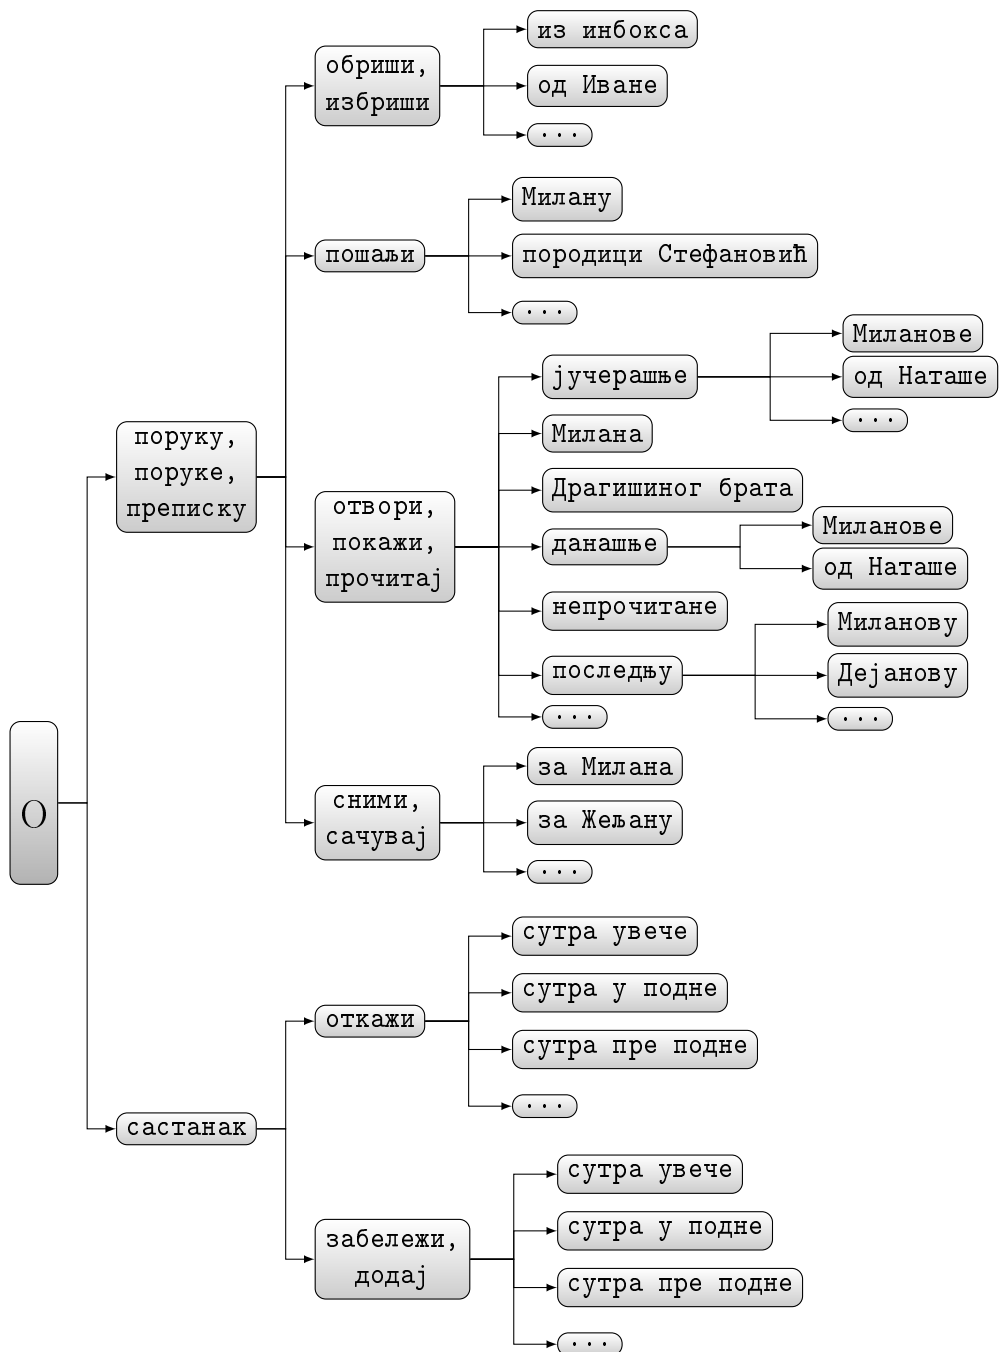 из инбокса
обриши,
избриши
од Иване
...
Милану
пошаљи
породици Стефановић
...
Миланове
јучерашње
од Наташе
...
поруку,
поруке,
преписку
Милана
Драгишиног брата
отвори,
покажи,
прочитај
Миланове
данашње
од Наташе
непрочитане
Миланову
последњу
Дејанову
...
...
О
за Милана
сними,
сачувај
за Жељану
...
сутра увече
сутра у подне
откажи
сутра пре подне
...
састанак
сутра увече
сутра у подне
забележи,
додај
сутра пре подне
...